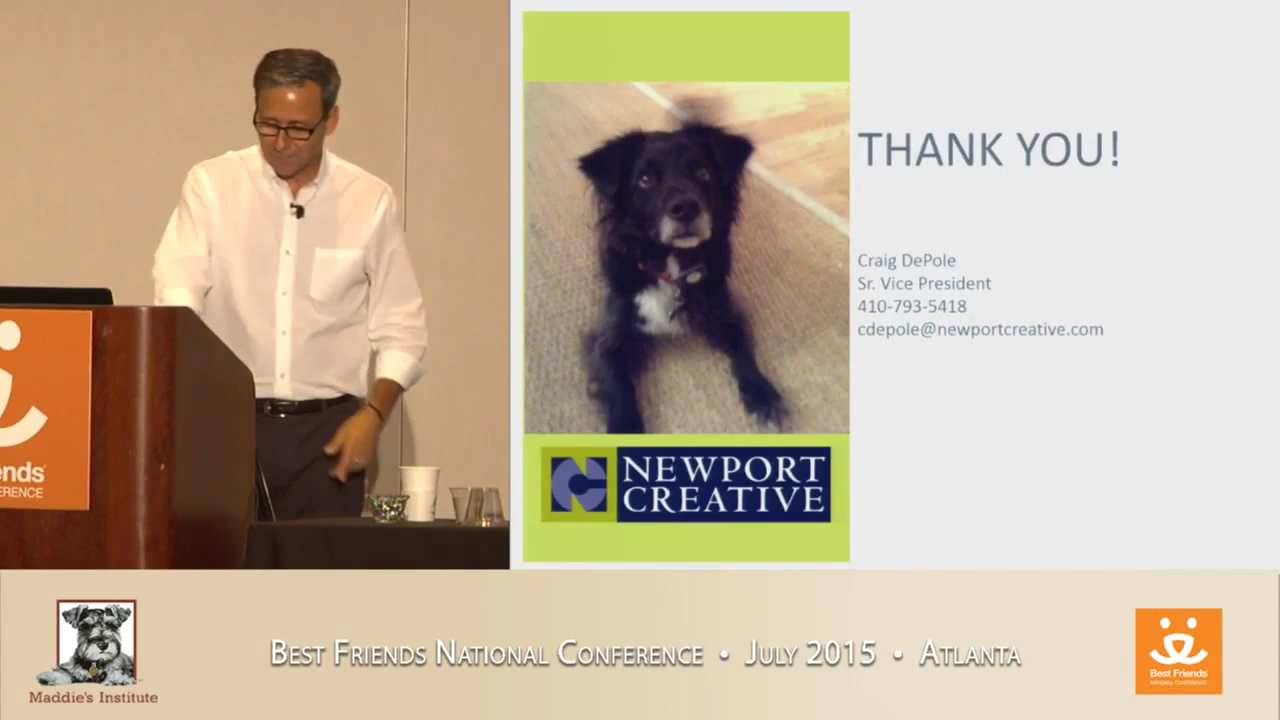 THANK YOU!
Craig DePole
Sr. Vice President
410-793-5418
cdepole@newportcreative.com
NEWPORT
CREATIVE
ends
ERENCE
Maddie's Institute
BEST FRIENDS NATIONAL CONFERENCE • JULY 2015 • ATLANTA
Best Friends
NATIONAL CONFERENCE